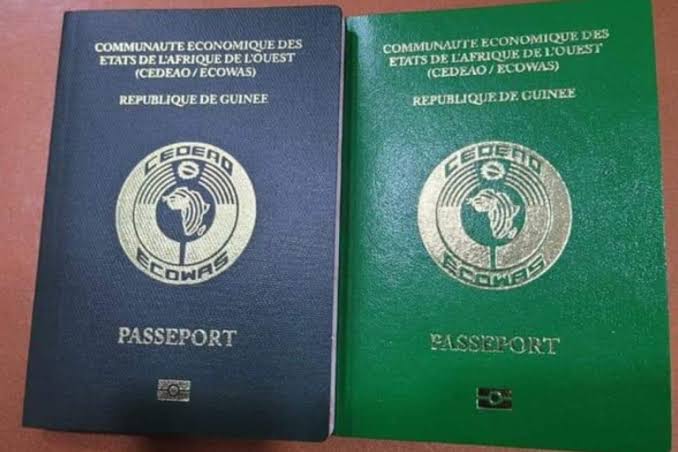 COMMUNAUTE ECONOMIQUE DES
ETATS DE L'AFRIQUE DE L'OUEST
(CEDEAO / ECOWAS)
REPUBLIQUE DE GUINEE
CEDEAO
ECOWAS
PASSEPORT
COMMUNAUTE ECONOMIQUE DES
ETATS DE L'AFRIQUE DE L'OUEST
(CEDEAO / ECOWAS)
REPUBLIQUE DE GUINEE
CEDEAO
ECOWAS
PASSEPORT